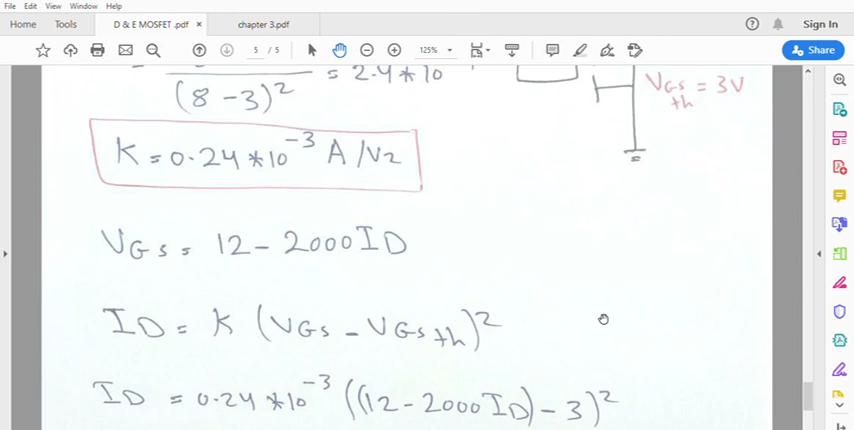 File Edit View Window Help
Home Tools D & E MOSFET .pdf × chapter 3.pdf Sign In
5 / 5 125% Share
(8-3)² = 2.4*10
VGS th = 3V
K = 0.24*10⁻³ A/V2
VGS = 12 - 2000ID
ID = K (VGS - VGS th)²
ID = 0.24*10⁻³ ((12 - 2000ID) - 3)²